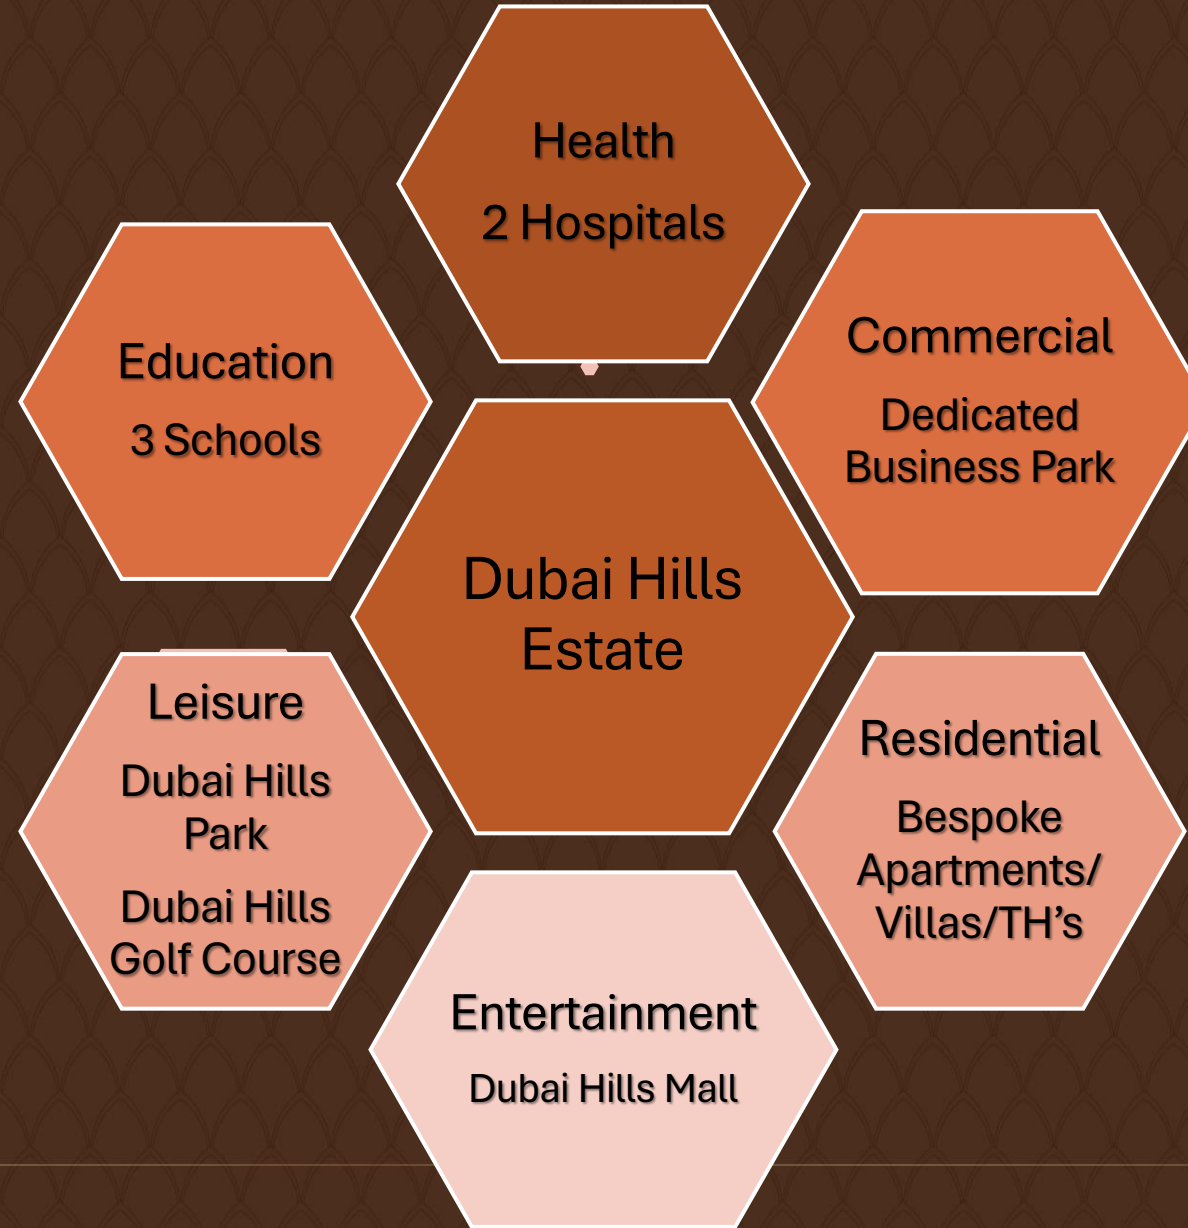 Health
2 Hospitals
Education
3 Schools
Commercial
Dedicated
Business Park
Dubai Hills
Estate
Leisure
Dubai Hills
Park
Dubai Hills
Golf Course
Residential
Bespoke
Apartments/
Villas/TH’s
Entertainment
Dubai Hills Mall